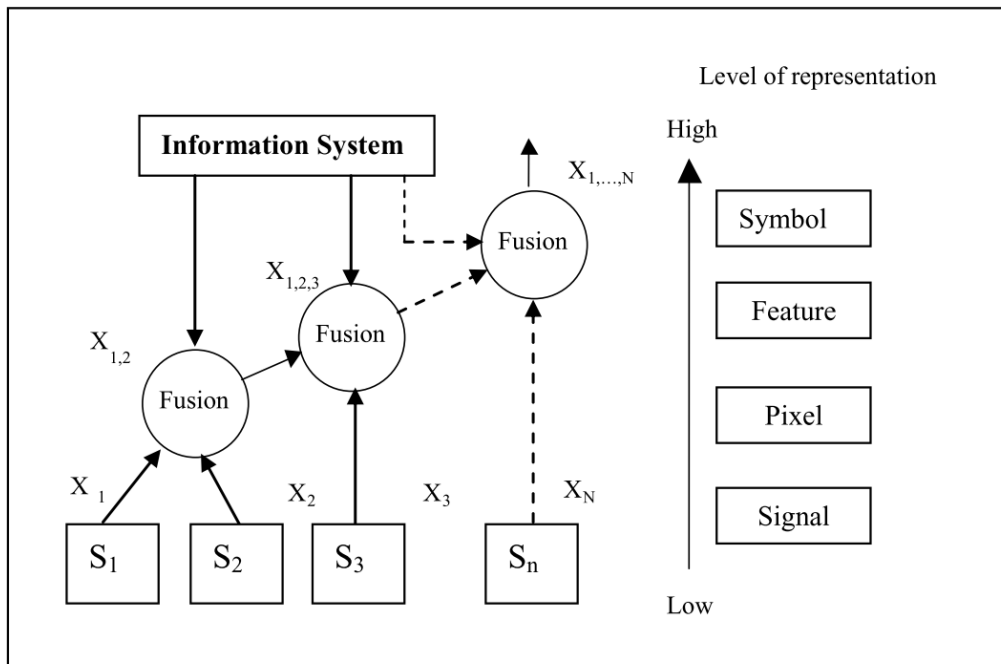 Level of representation
High
Information System
X1,...,N
Symbol
Fusion
X1,2,3
Feature
Fusion
X1,2
Fusion
Pixel
X 1
X2
X3
XN
Signal
S1
S2
S3
Sn
Low